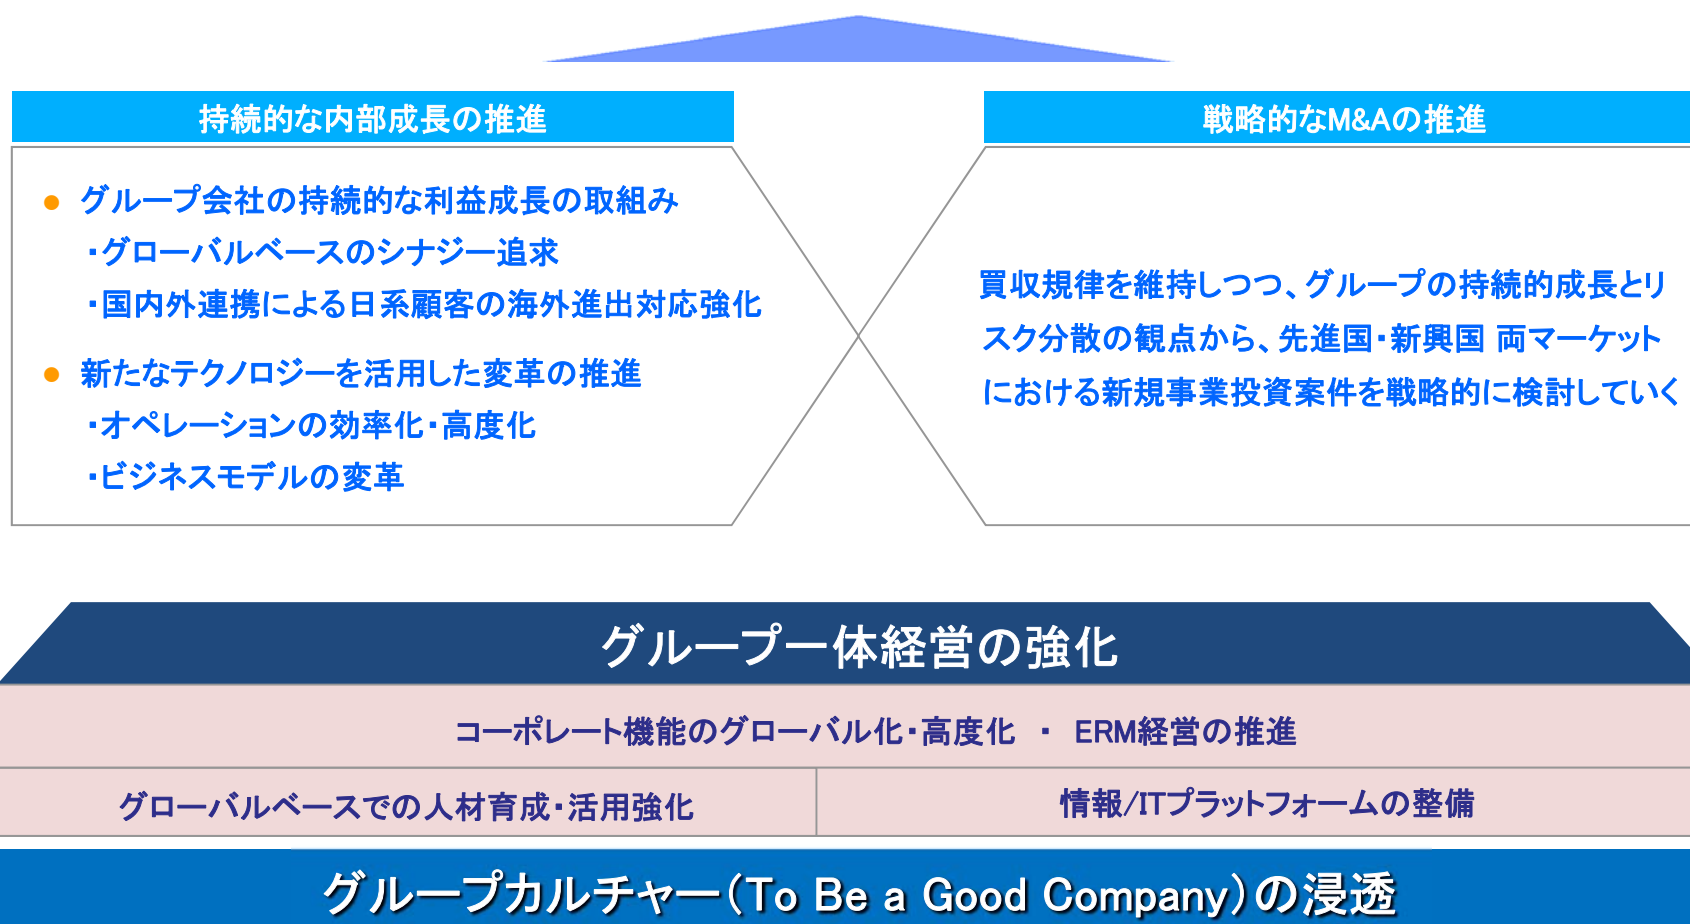 持続的な内部成長の推進
● グループ会社の持続的な利益成長の取組み
・グローバルベースのシナジー追求
・国内外連携による日系顧客の海外進出対応強化
● 新たなテクノロジーを活用した変革の推進
・オペレーションの効率化・高度化
・ビジネスモデルの変革
戦略的なM&Aの推進
買収規律を維持しつつ、グループの持続的成長とリ
スク分散の観点から、先進国・新興国 両マーケット
における新規事業投資案件を戦略的に検討していく
グループ一体経営の強化
コーポレート機能のグローバル化・高度化 ・ ERM経営の推進
グローバルベースでの人材育成・活用強化
情報/ITプラットフォームの整備
グループカルチャー（To Be a Good Company）の浸透